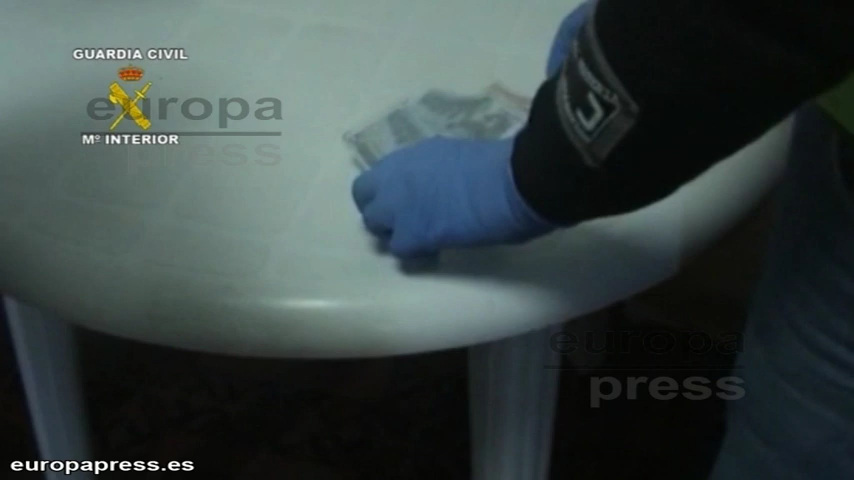 GUARDIA CIVIL
europa
press
Mº INTERIOR
europa
press
europapress.es